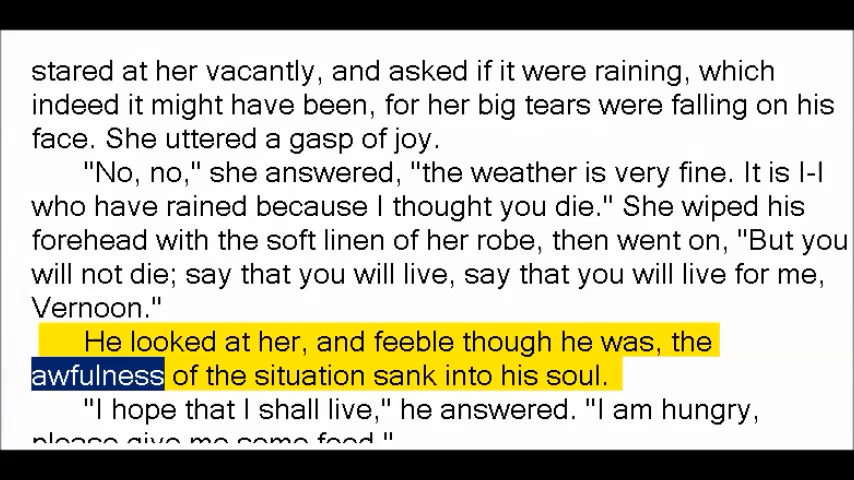 stared at her vacantly, and asked if it were raining, which
indeed it might have been, for her big tears were falling on his
face. She uttered a gasp of joy.
"No, no," she answered, "the weather is very fine. It is I-I
who have rained because I thought you die." She wiped his
forehead with the soft linen of her robe, then went on, "But you
will not die; say that you will live, say that you will live for me,
Vernoon."
He looked at her, and feeble though he was, the
awfulness of the situation sank into his soul.
"I hope that I shall live," he answered. "I am hungry,
please give me some food."